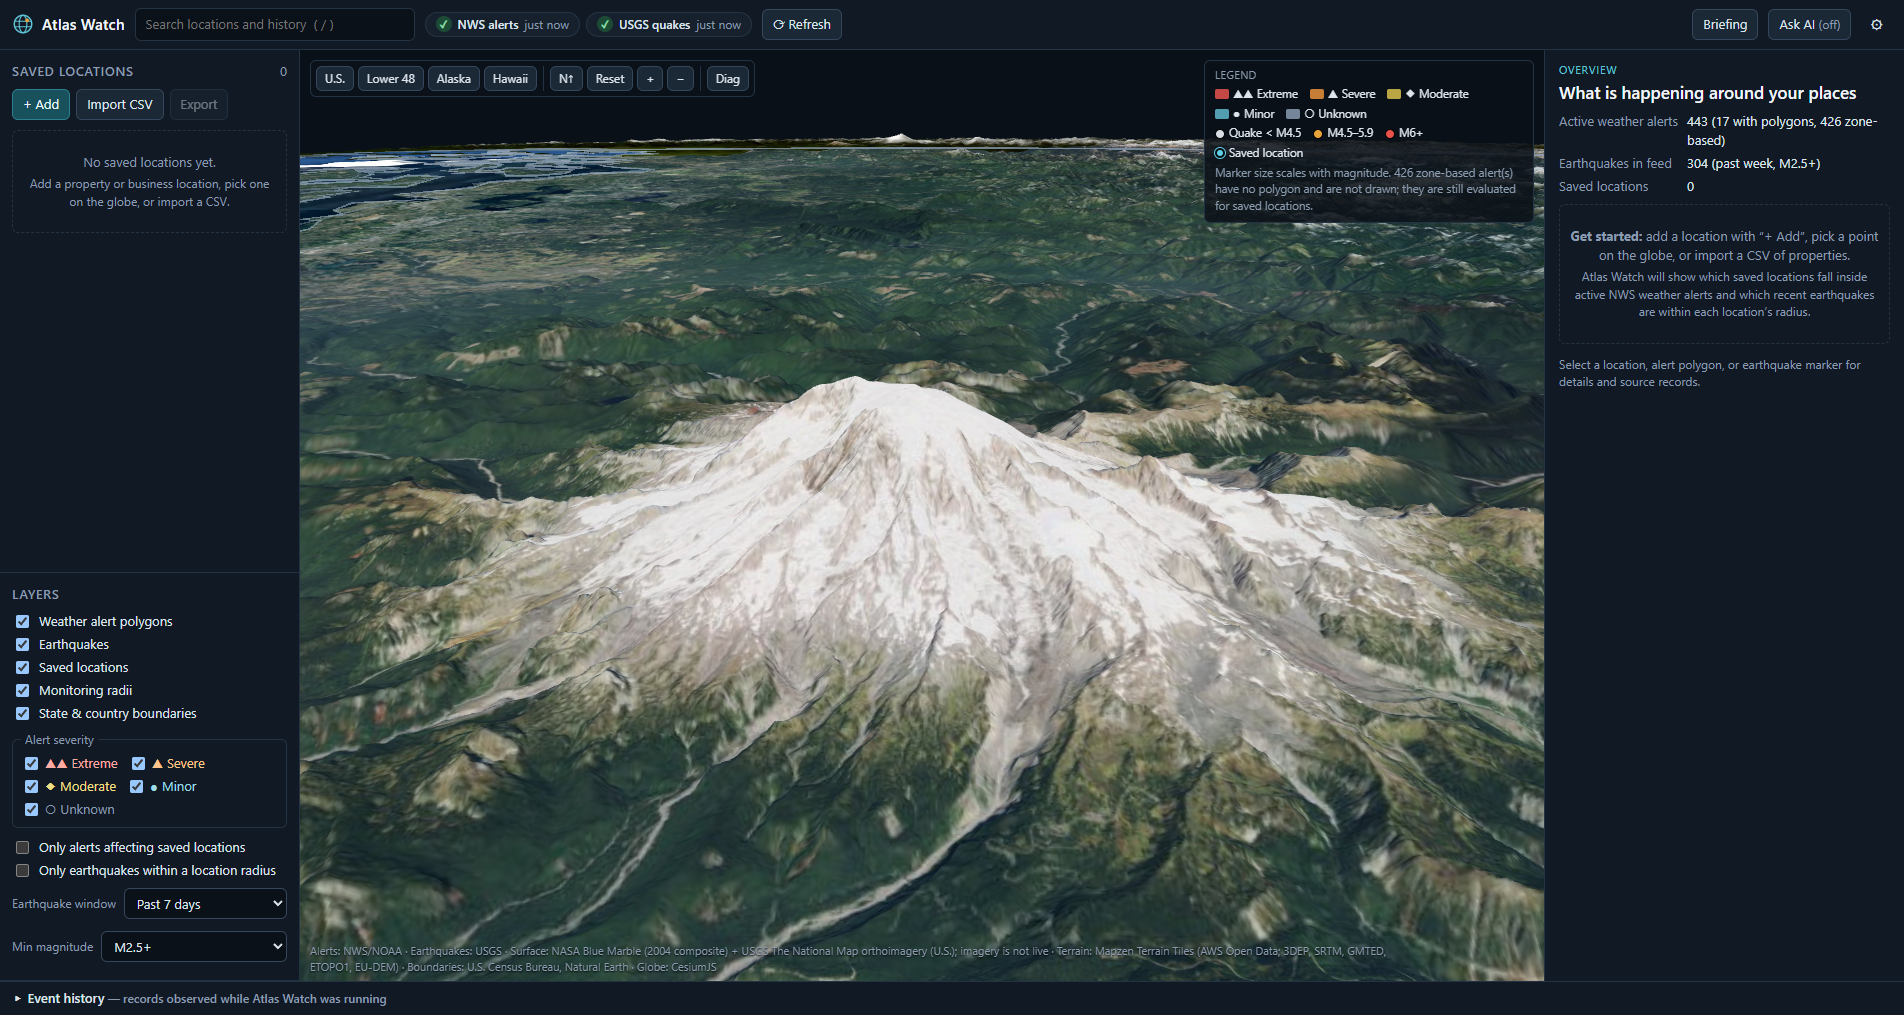 Atlas Watch
Search locations and history ( / )
✓ NWS alerts just now
✓ USGS quakes just now
⟳ Refresh
Briefing
Ask AI (off)
SAVED LOCATIONS 0
+ Add
Import CSV
Export
No saved locations yet.
Add a property or business location, pick one
on the globe, or import a CSV.
LAYERS
Weather alert polygons
Earthquakes
Saved locations
Monitoring radii
State & country boundaries
Alert severity
▲▲ Extreme ▲ Severe
◆ Moderate ● Minor
○ Unknown
Only alerts affecting saved locations
Only earthquakes within a location radius
Earthquake window Past 7 days
Min magnitude M2.5+
U.S. Lower 48 Alaska Hawaii N↑ Reset + − Diag
LEGEND
▲▲ Extreme ▲ Severe ◆ Moderate
● Minor ○ Unknown
Quake < M4.5 M4.5–5.9 M6+
Saved location
Marker size scales with magnitude. 426 zone-based alert(s)
have no polygon and are not drawn; they are still evaluated
for saved locations.
Alerts: NWS/NOAA · Earthquakes: USGS · Surface: NASA Blue Marble (2004 composite) + USGS The National Map orthoimagery (U.S.); imagery is not live · Terrain: Mapzen Terrain Tiles (AWS Open Data; 3DEP, SRTM, GMTED,
ETOPO1, EU-DEM) · Boundaries: U.S. Census Bureau, Natural Earth · Globe: CesiumJS
OVERVIEW
What is happening around your places
Active weather alerts 443 (17 with polygons, 426 zone-
based)
Earthquakes in feed 304 (past week, M2.5+)
Saved locations 0
Get started: add a location with “+ Add”, pick a point
on the globe, or import a CSV of properties.
Atlas Watch will show which saved locations fall inside
active NWS weather alerts and which recent earthquakes
are within each location’s radius.
Select a location, alert polygon, or earthquake marker for
details and source records.
▸ Event history — records observed while Atlas Watch was running